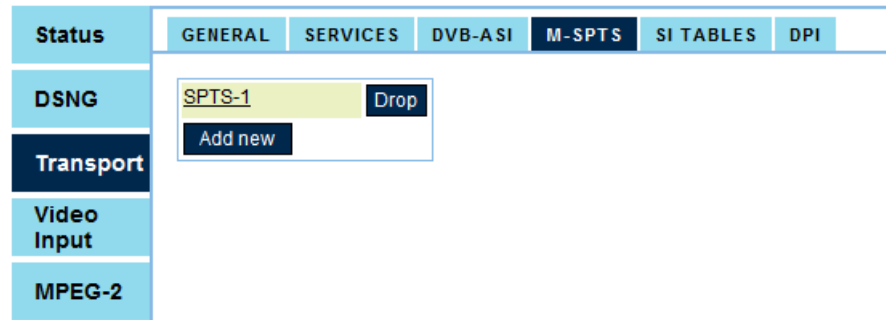 Status
GENERAL SERVICES DVB-ASI M-SPTS SI TABLES DPI
DSNG
SPTS-1 Drop
Add new
Transport
Video
Input
MPEG-2